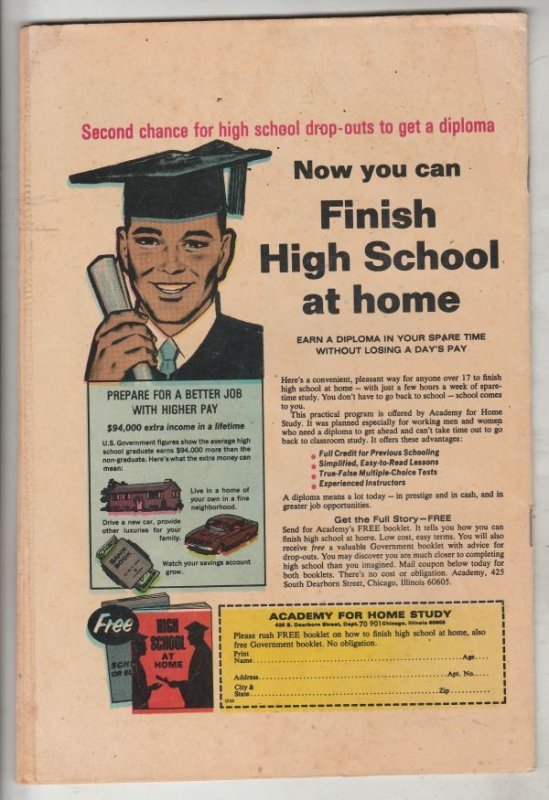 Second chance for high school drop-outs to get a diploma
Now you can
Finish
High School
at home
EARN A DIPLOMA IN YOUR SPARE TIME
WITHOUT LOSING A DAY'S PAY
Here's a convenient, pleasant way for anyone over 17 to finish
high school at home – with just a few hours a week of spare-
time study. You don't have to go back to school – school comes
to you.
This practical program is offered by Academy for Home
Study. It was planned especially for working men and women
who need a diploma to get ahead and can't take time out to go
back to classroom study. It offers these advantages:
• Full Credit for Previous Schooling
• Simplified, Easy-to-Read Lessons
• True-False Multiple-Choice Tests
• Experienced Instructors
A diploma means a lot today – in prestige and in cash, and in
greater job opportunities.
Get the Full Story–FREE
Send for Academy's FREE booklet. It tells you how you can
finish high school at home. Low cost, easy terms. You will also
receive free a valuable Government booklet with advice for
drop-outs. You may discover you are much closer to completing
high school than you imagined. Mail coupon below today for
both booklets. There's no cost or obligation. Academy, 425
South Dearborn Street, Chicago, Illinois 60605.
PREPARE FOR A BETTER JOB
WITH HIGHER PAY
$94,000 extra income in a lifetime
U.S. Government figures show the average high
school graduate earns $94,000 more than the
non-graduate. Here's what the extra money can
mean:
Live in a home of
your own in a fine
neighborhood.
Drive a new car, provide
other luxuries for your
family.
BANK
BOOK
Watch your savings account
grow.
Free
HIGH
SCHOOL
AT
HOME
SCH
OR
ACADEMY FOR HOME STUDY
425 S. Dearborn Street, Dept. 70 901 Chicago, Illinois 60605
Please rush FREE booklet on how to finish high school at home, also
free Government booklet. No obligation.
Print
Name Age
Address Apt. No.
City &
State Zip